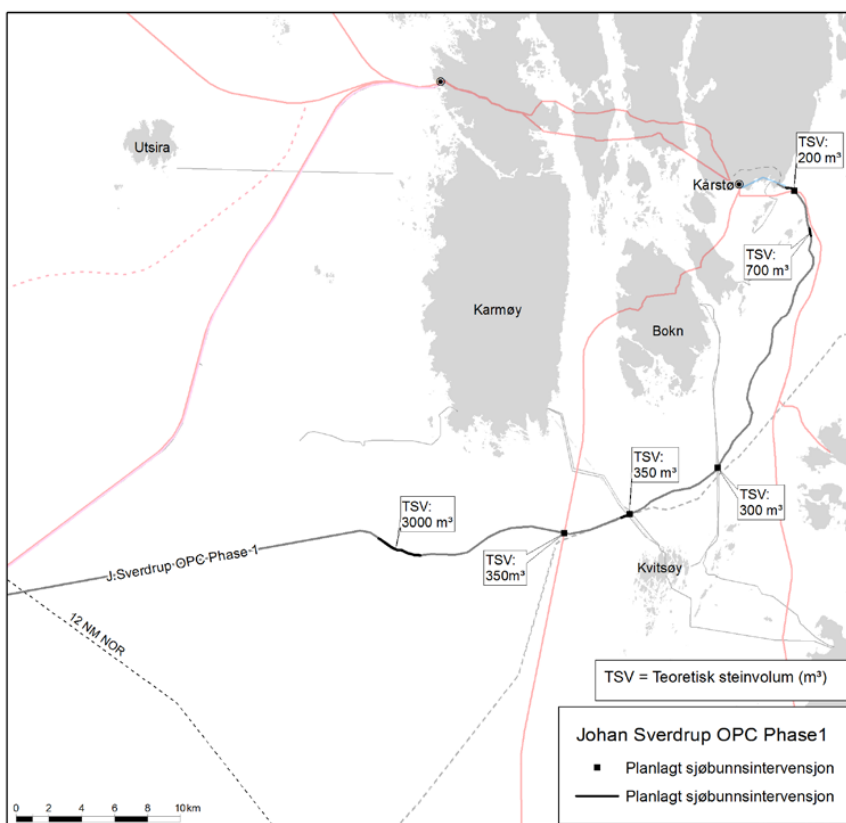 Utsira
Kårstø
TSV:
200 m³
TSV:
700 m³
Karmøy
Bokn
TSV:
350 m³
TSV:
3000 m³
TSV:
300 m³
TSV:
350m³
J.Sverdrup OPC Phase 1
Kvitsøy
12 NM NOR
TSV = Teoretisk steinvolum (m³)
Johan Sverdrup OPC Phase1
Planlagt sjøbunnsintervensjon
Planlagt sjøbunnsintervensjon
0 2 4 6 8 10km